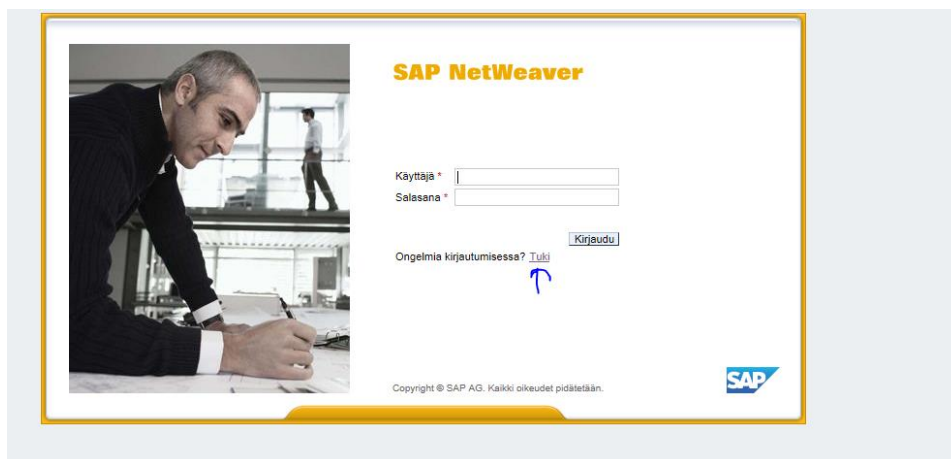 SAP NetWeaver
Käyttäjä *
Salasana *
Kirjaudu
Ongelmia kirjautumisessa? Tuki
Copyright © SAP AG. Kaikki oikeudet pidätetään.
SAP